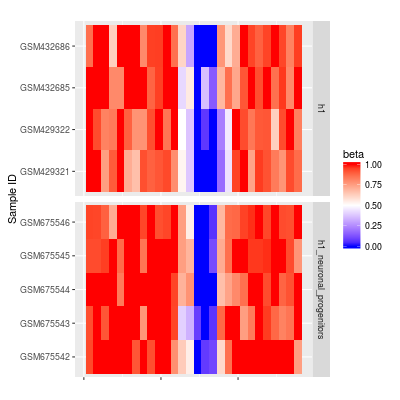 GSM432686
GSM432685
GSM429322
GSM429321
h1
GSM675546
GSM675545
GSM675544
GSM675543
GSM675542
h1_neuronal_progenitors
Sample ID
beta
1.00
0.75
0.50
0.25
0.00